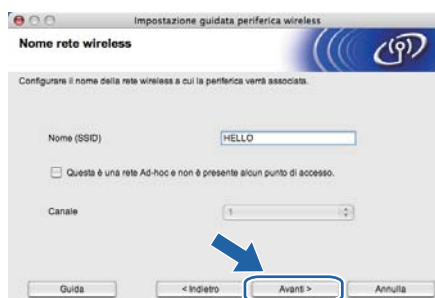 Impostazione guidata periferica wireless
Nome rete wireless
Configurare il nome della rete wireless a cui la periferica verrà associata.
Nome (SSID)
HELLO
Questa è una rete Ad-hoc e non è presente alcun punto di accesso.
Canale
1
Guida
< Indietro
Avanti >
Annulla